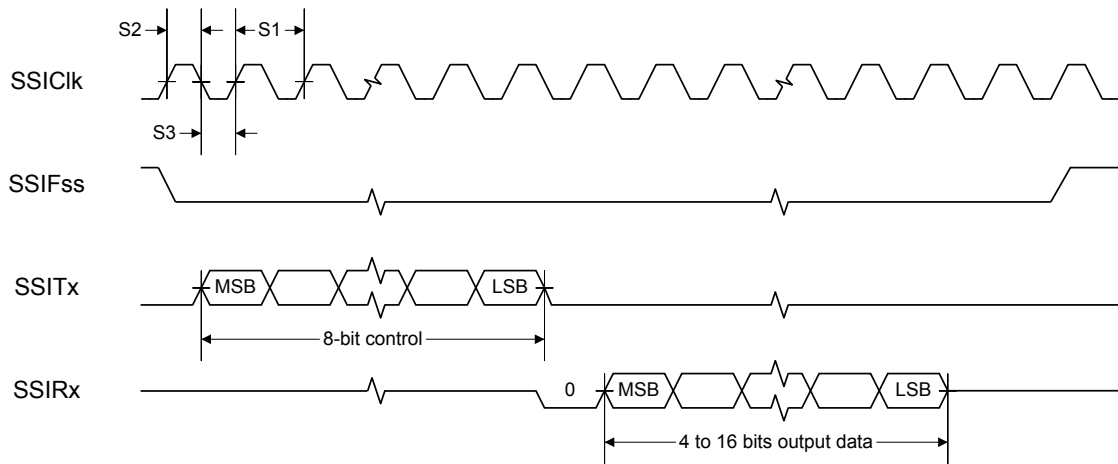 S2
S1
SSIClk
S3
SSIFss
SSITx
MSB
LSB
8-bit control
SSIRx
0
MSB
LSB
4 to 16 bits output data